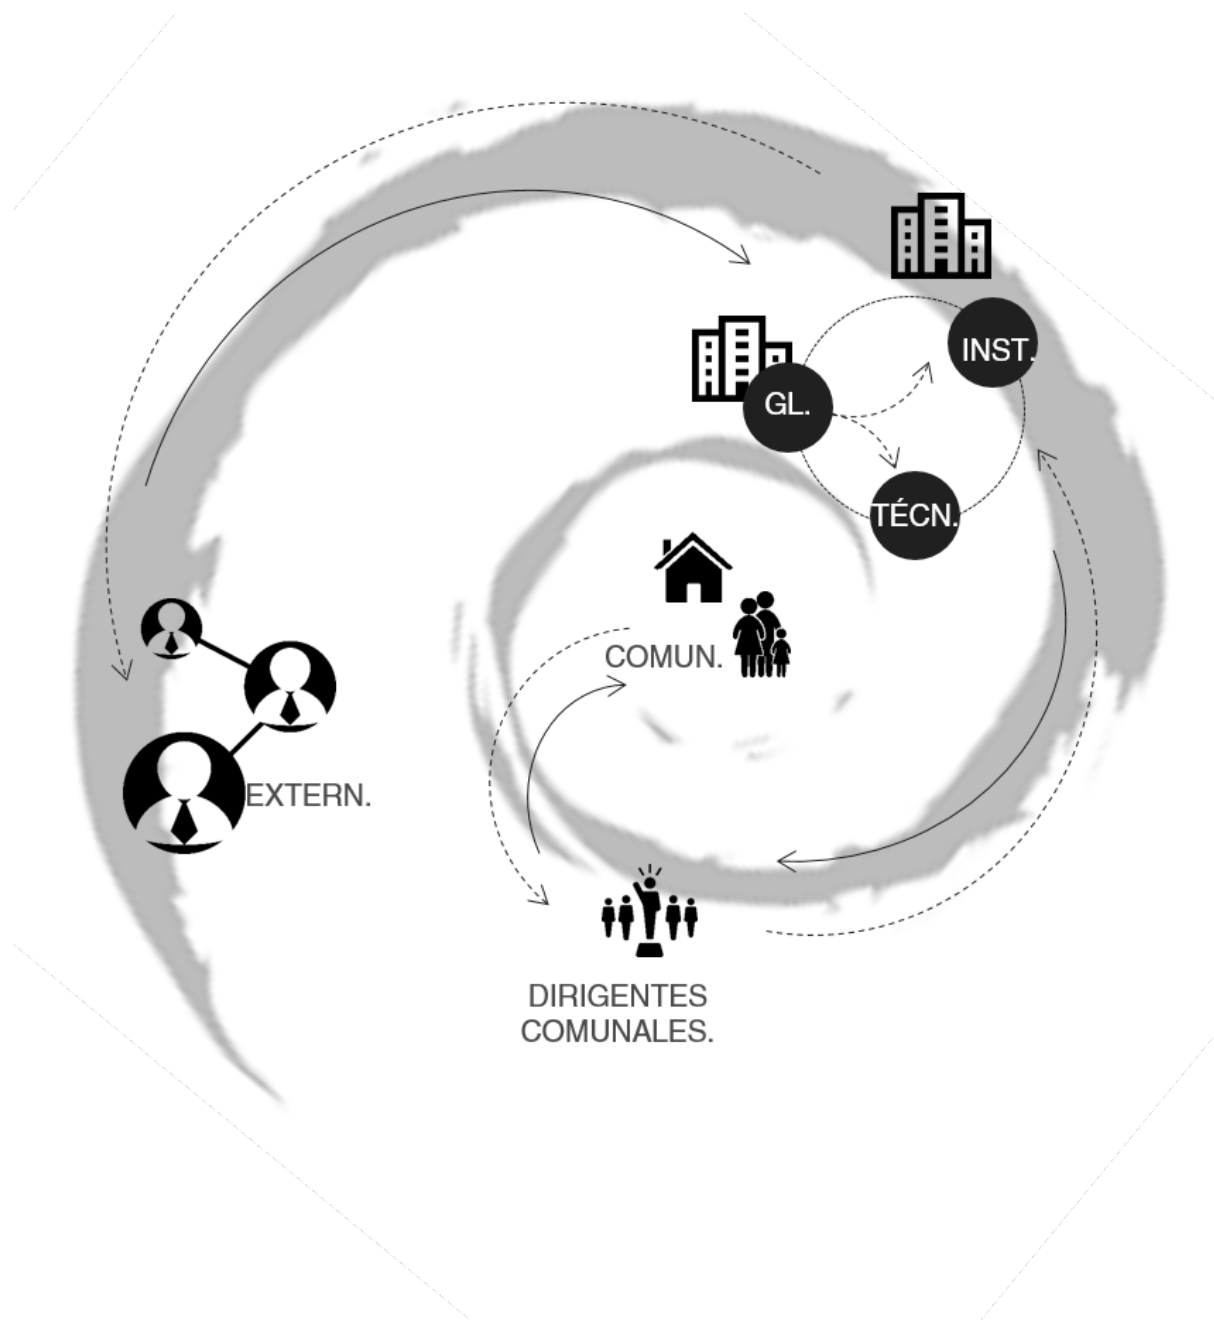 INST.
GL.
TÉCN.
COMUN.
EXTERN.
DIRIGENTES
COMUNALES.